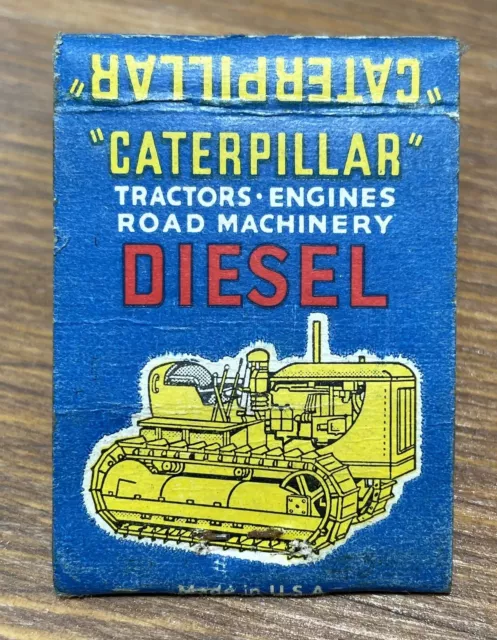 "CATERPILLAR"
"CATERPILLAR"
TRACTORS · ENGINES
ROAD MACHINERY
DIESEL
Made in U.S.A.